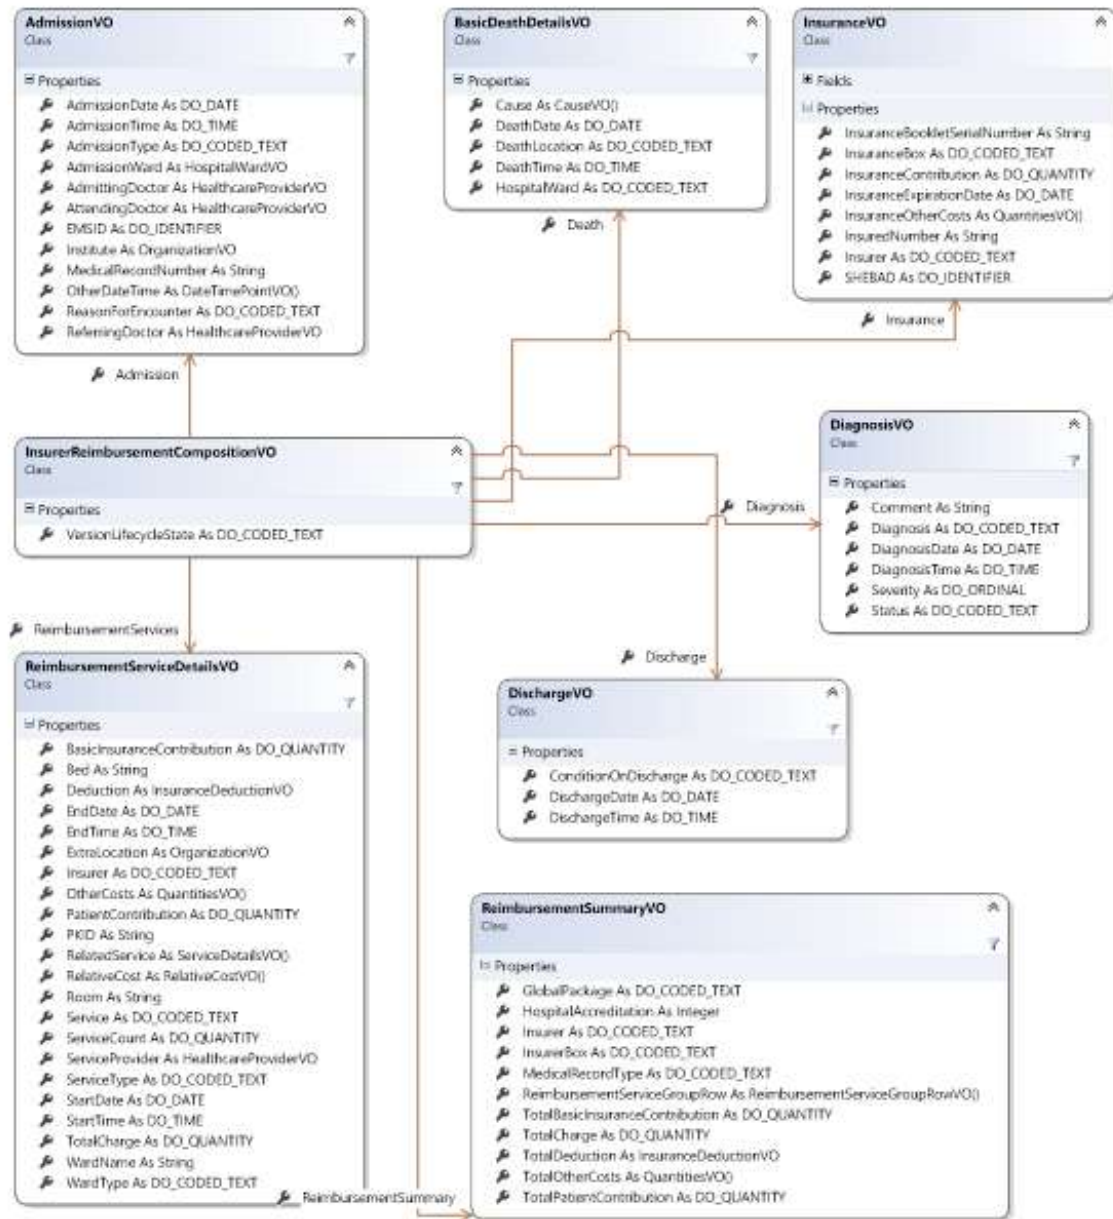 AdmissionVO
Class
Properties
AdmissionDate As DO_DATE
AdmissionTime As DO_TIME
AdmissionType As DO_CODED_TEXT
AdmissionWard As HospitalWardVO
AdmittingDoctor As HealthcareProviderVO
AttendingDoctor As HealthcareProviderVO
EMSID As DO_IDENTIFIER
Institute As OrganizationVO
MedicalRecordNumber As String
OtherDateTime As DateTimePointVO()
ReasonForEncounter As DO_CODED_TEXT
ReferringDoctor As HealthcareProviderVO
BasicDeathDetailsVO
Class
Properties
Cause As CauseVO()
DeathDate As DO_DATE
DeathLocation As DO_CODED_TEXT
DeathTime As DO_TIME
HospitalWard As DO_CODED_TEXT
InsuranceVO
Class
Fields
Properties
InsuranceBookletSerialNumber As String
InsuranceBox As DO_CODED_TEXT
InsuranceContribution As DO_QUANTITY
InsuranceExpirationDate As DO_DATE
InsuranceOtherCosts As QuantitiesVO()
InsuredNumber As String
Insurer As DO_CODED_TEXT
SHEBAD As DO_IDENTIFIER
Death
Insurance
Admission
InsurerReimbursementCompositionVO
Class
Properties
VersionLifecycleState As DO_CODED_TEXT
Diagnosis
DiagnosisVO
Class
Properties
Comment As String
Diagnosis As DO_CODED_TEXT
DiagnosisDate As DO_DATE
DiagnosisTime As DO_TIME
Severity As DO_ORDINAL
Status As DO_CODED_TEXT
ReimbursementServices
Discharge
ReimbursementServiceDetailsVO
Class
Properties
BasicInsuranceContribution As DO_QUANTITY
Bed As String
Deduction As InsuranceDeductionVO
EndDate As DO_DATE
EndTime As DO_TIME
ExtraLocation As OrganizationVO
Insurer As DO_CODED_TEXT
OtherCosts As QuantitiesVO()
PatientContribution As DO_QUANTITY
PKID As String
RelatedService As ServiceDetailsVO()
RelativeCost As RelativeCostVO()
Room As String
Service As DO_CODED_TEXT
ServiceCount As DO_QUANTITY
ServiceProvider As HealthcareProviderVO
ServiceType As DO_CODED_TEXT
StartDate As DO_DATE
StartTime As DO_TIME
TotalCharge As DO_QUANTITY
WardName As String
WardType As DO_CODED_TEXT
DischargeVO
Class
Properties
ConditionOnDischarge As DO_CODED_TEXT
DischargeDate As DO_DATE
DischargeTime As DO_TIME
ReimbursementSummaryVO
Class
Properties
GlobalPackage As DO_CODED_TEXT
HospitalAccreditation As Integer
Insurer As DO_CODED_TEXT
InsurerBox As DO_CODED_TEXT
MedicalRecordType As DO_CODED_TEXT
ReimbursementServiceGroupRow As ReimbursementServiceGroupRowVO()
TotalBasicInsuranceContribution As DO_QUANTITY
TotalCharge As DO_QUANTITY
TotalDeduction As InsuranceDeductionVO
TotalOtherCosts As QuantitiesVO()
TotalPatientContribution As DO_QUANTITY
ReimbursementSummary